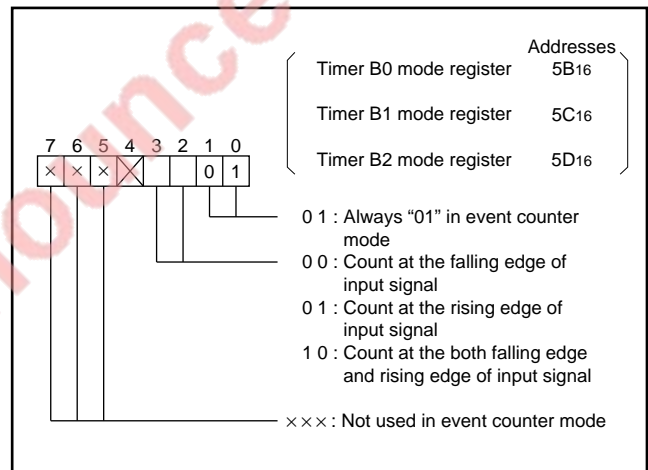 Addresses
Timer B0 mode register 5B16
Timer B1 mode register 5C16
Timer B2 mode register 5D16
7 6 5 4 3 2 1 0
× × × 0 1
0 1 : Always “01” in event counter
mode
0 0 : Count at the falling edge of
input signal
0 1 : Count at the rising edge of
input signal
1 0 : Count at the both falling edge
and rising edge of input signal
××× : Not used in event counter mode
ounce